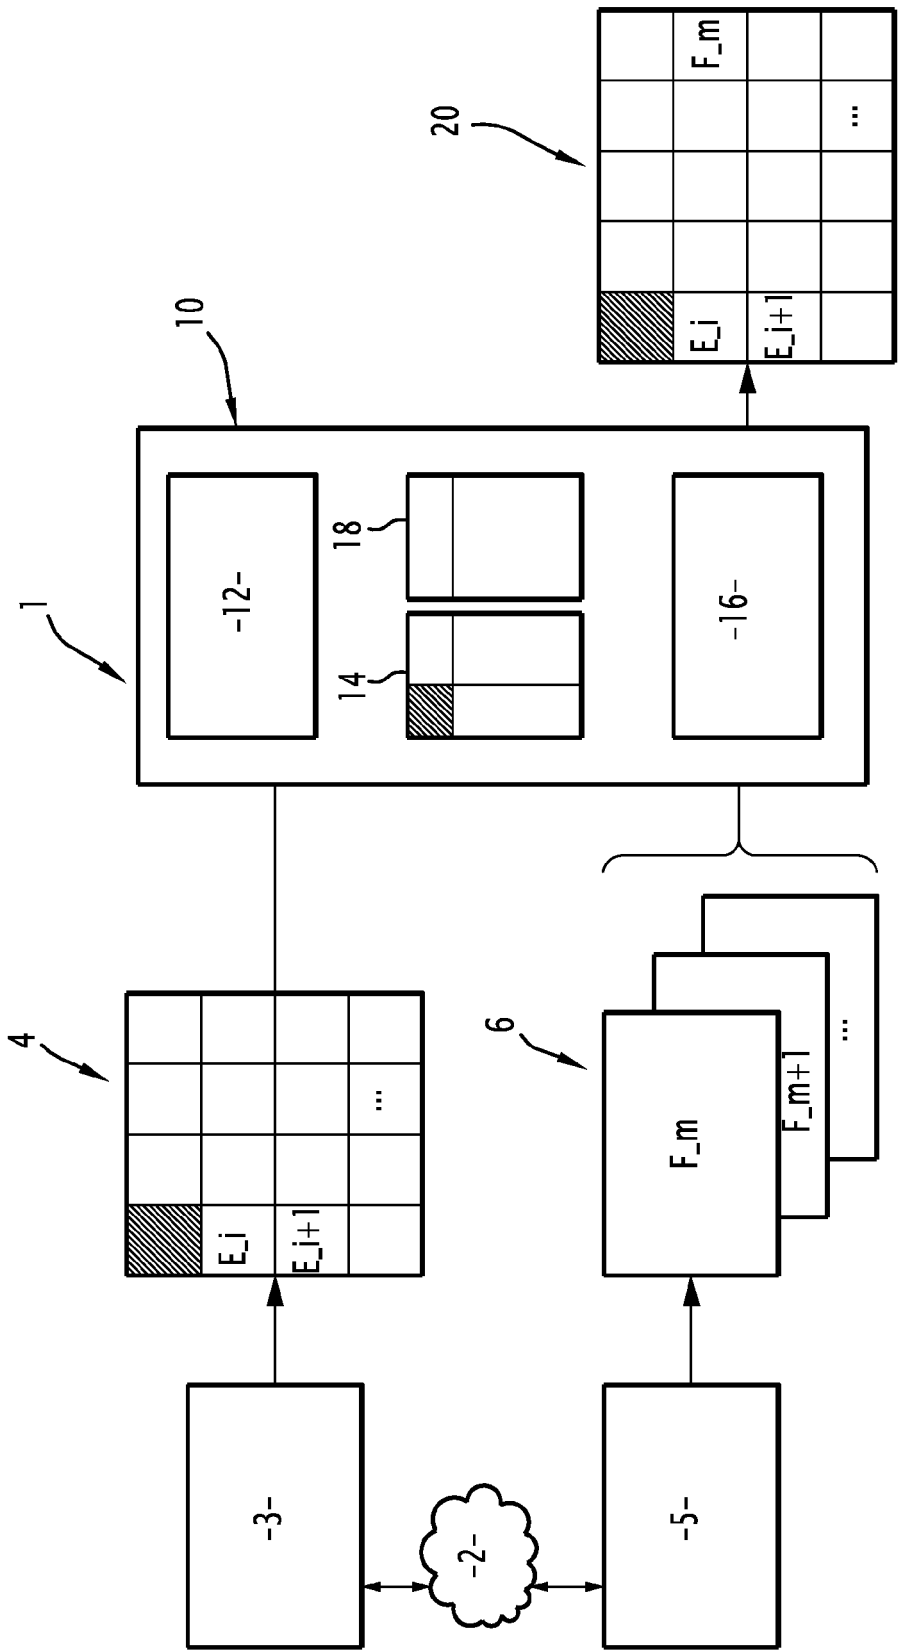 1
10
20
4
-3-
E_i
E_i+1
...
-12-
14
18
-2-
-16-
6
-5-
F_m
F_m+1
...
E_i
F_m
E_i+1
...